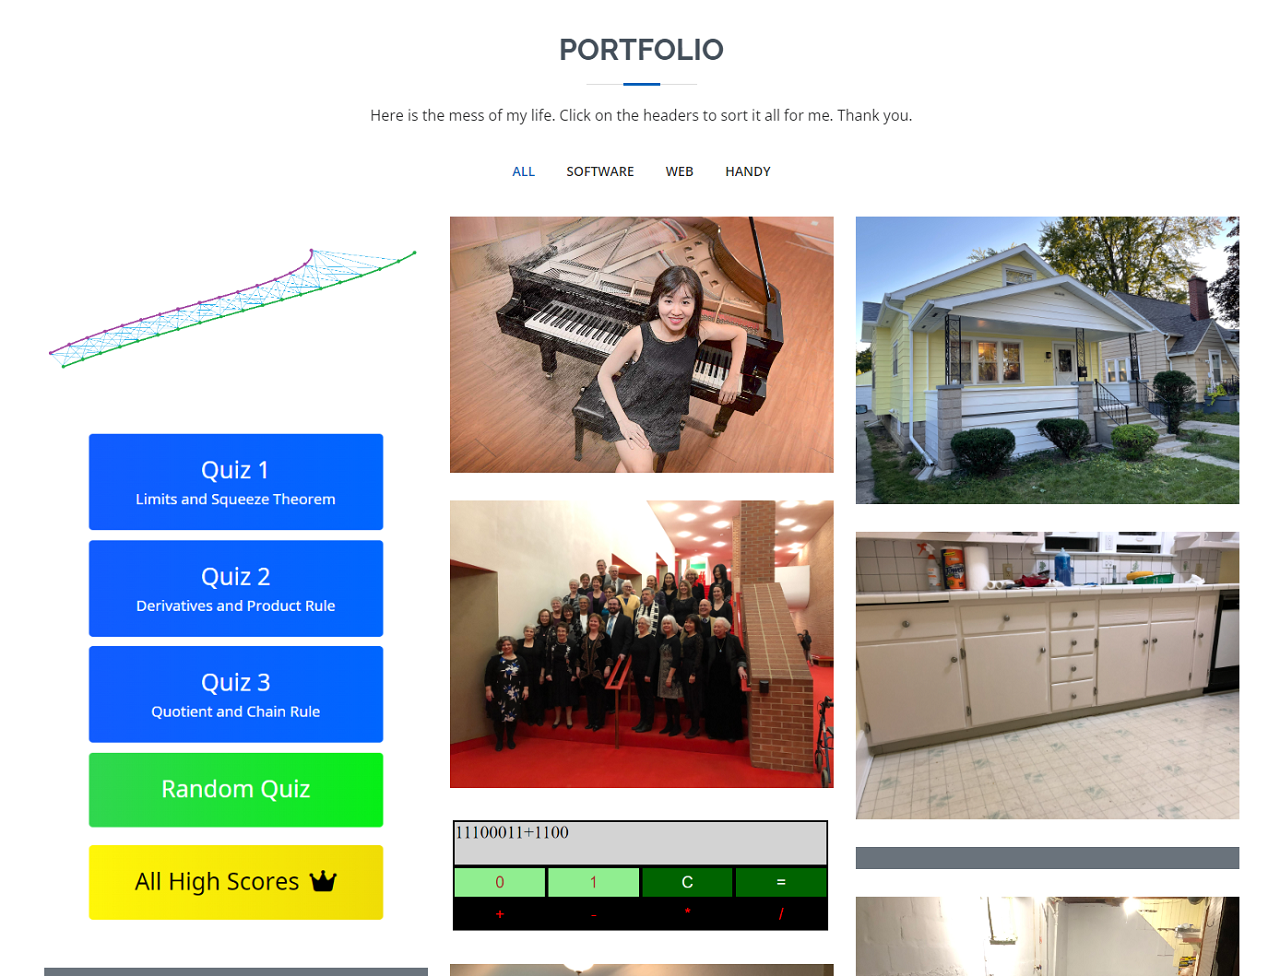 PORTFOLIO
Here is the mess of my life. Click on the headers to sort it all for me. Thank you.
ALL SOFTWARE WEB HANDY
Quiz 1
Limits and Squeeze Theorem
Quiz 2
Derivatives and Product Rule
Quiz 3
Quotient and Chain Rule
Random Quiz
All High Scores
11100011+1100
0 1 C =
+ - * /